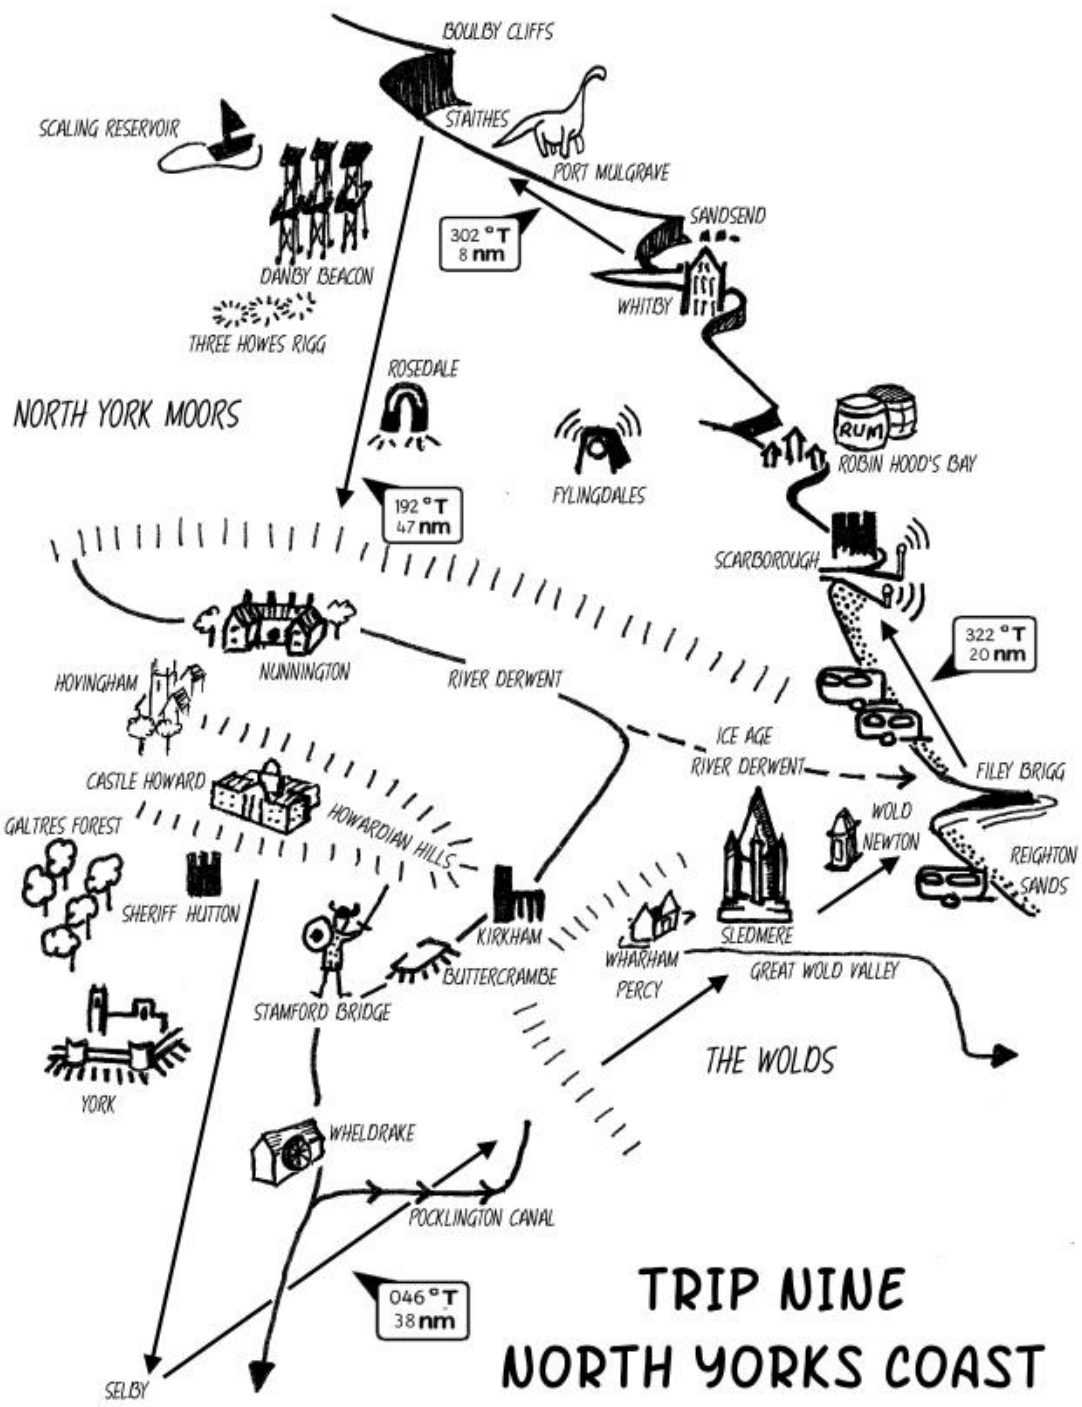 BOULBY CLIFFS
STAITHES
SCALING RESERVOIR
PORT MULGRAVE
SANDSEND
302 °T
8 nm
DANBY BEACON
WHITBY
THREE HOWES RIGG
ROSEDALE
NORTH YORK MOORS
RUM
ROBIN HOOD'S BAY
FYLINGDALES
192 °T
47 nm
SCARBOROUGH
322 °T
20 nm
NUNNINGTON
HOVINGHAM
RIVER DERWENT
ICE AGE
RIVER DERWENT
FILEY BRIGG
CASTLE HOWARD
HOWARDIAN HILLS
GALTRES FOREST
WOLD
NEWTON
REIGHTON
SANDS
SHERIFF HUTTON
KIRKHAM
SLEDMERE
WHARHAM
PERCY
GREAT WOLD VALLEY
BUTTERCRAMBE
STAMFORD BRIDGE
THE WOLDS
YORK
WHELDRAKE
POCKLINGTON CANAL
046 °T
38 nm
SELBY
TRIP NINE
NORTH YORKS COAST